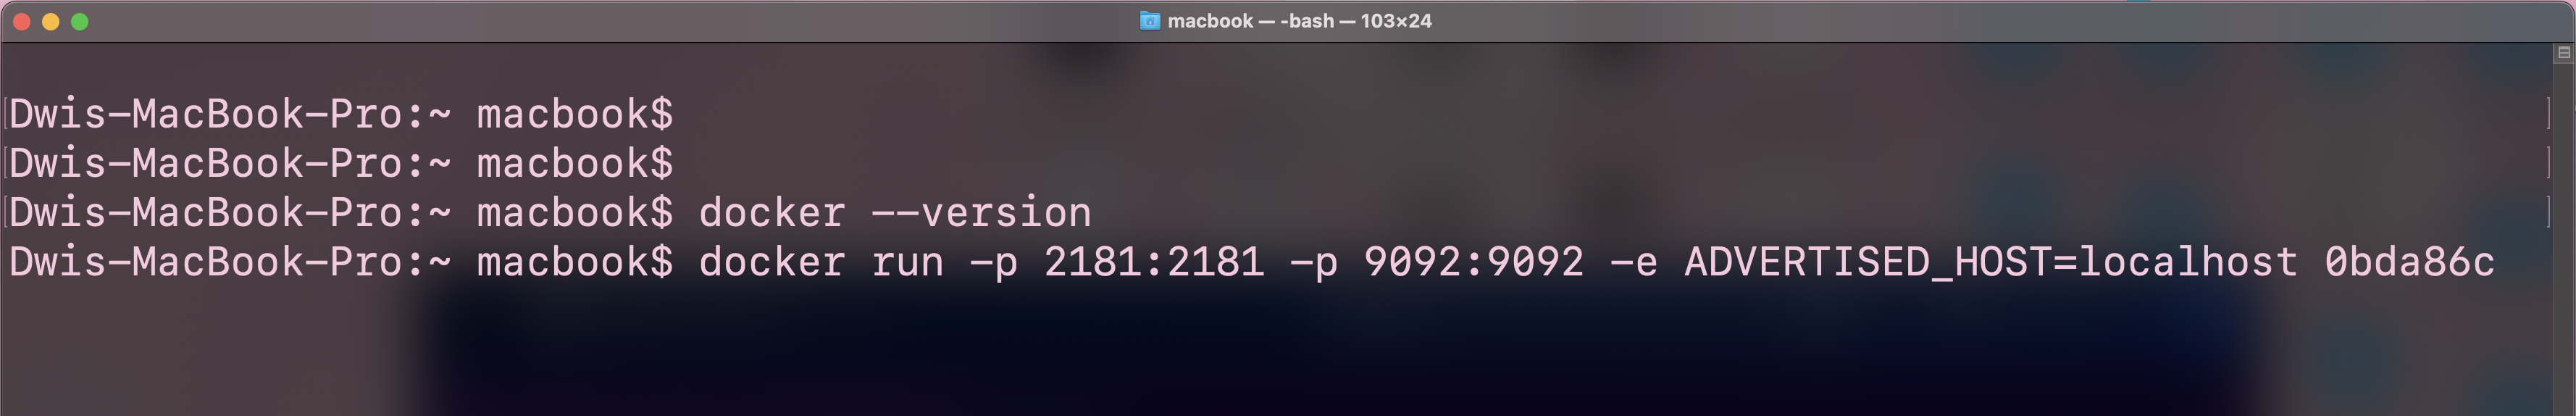 macbook — -bash — 103×24
Dwis-MacBook-Pro:~ macbook$
Dwis-MacBook-Pro:~ macbook$
Dwis-MacBook-Pro:~ macbook$ docker --version
Dwis-MacBook-Pro:~ macbook$ docker run -p 2181:2181 -p 9092:9092 -e ADVERTISED_HOST=localhost 0bda86c